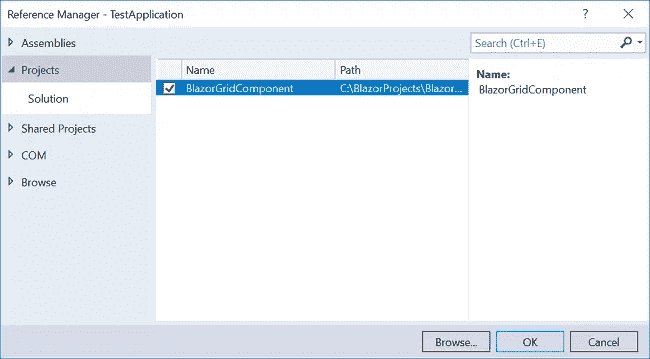 Reference Manager - TestApplication
?
Assemblies
Search (Ctrl+E)
Projects
Solution
Shared Projects
COM
Browse
Name Path
BlazorGridComponent C:\BlazorProjects\Blazor...
Name:
BlazorGridComponent
Browse... OK Cancel